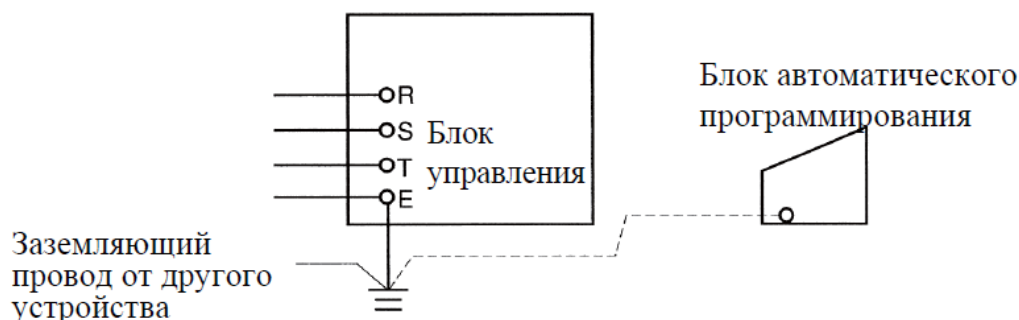 Блок автоматического
программирования
R
S
T
E
Блок
управления
Заземляющий
провод от другого
устройства